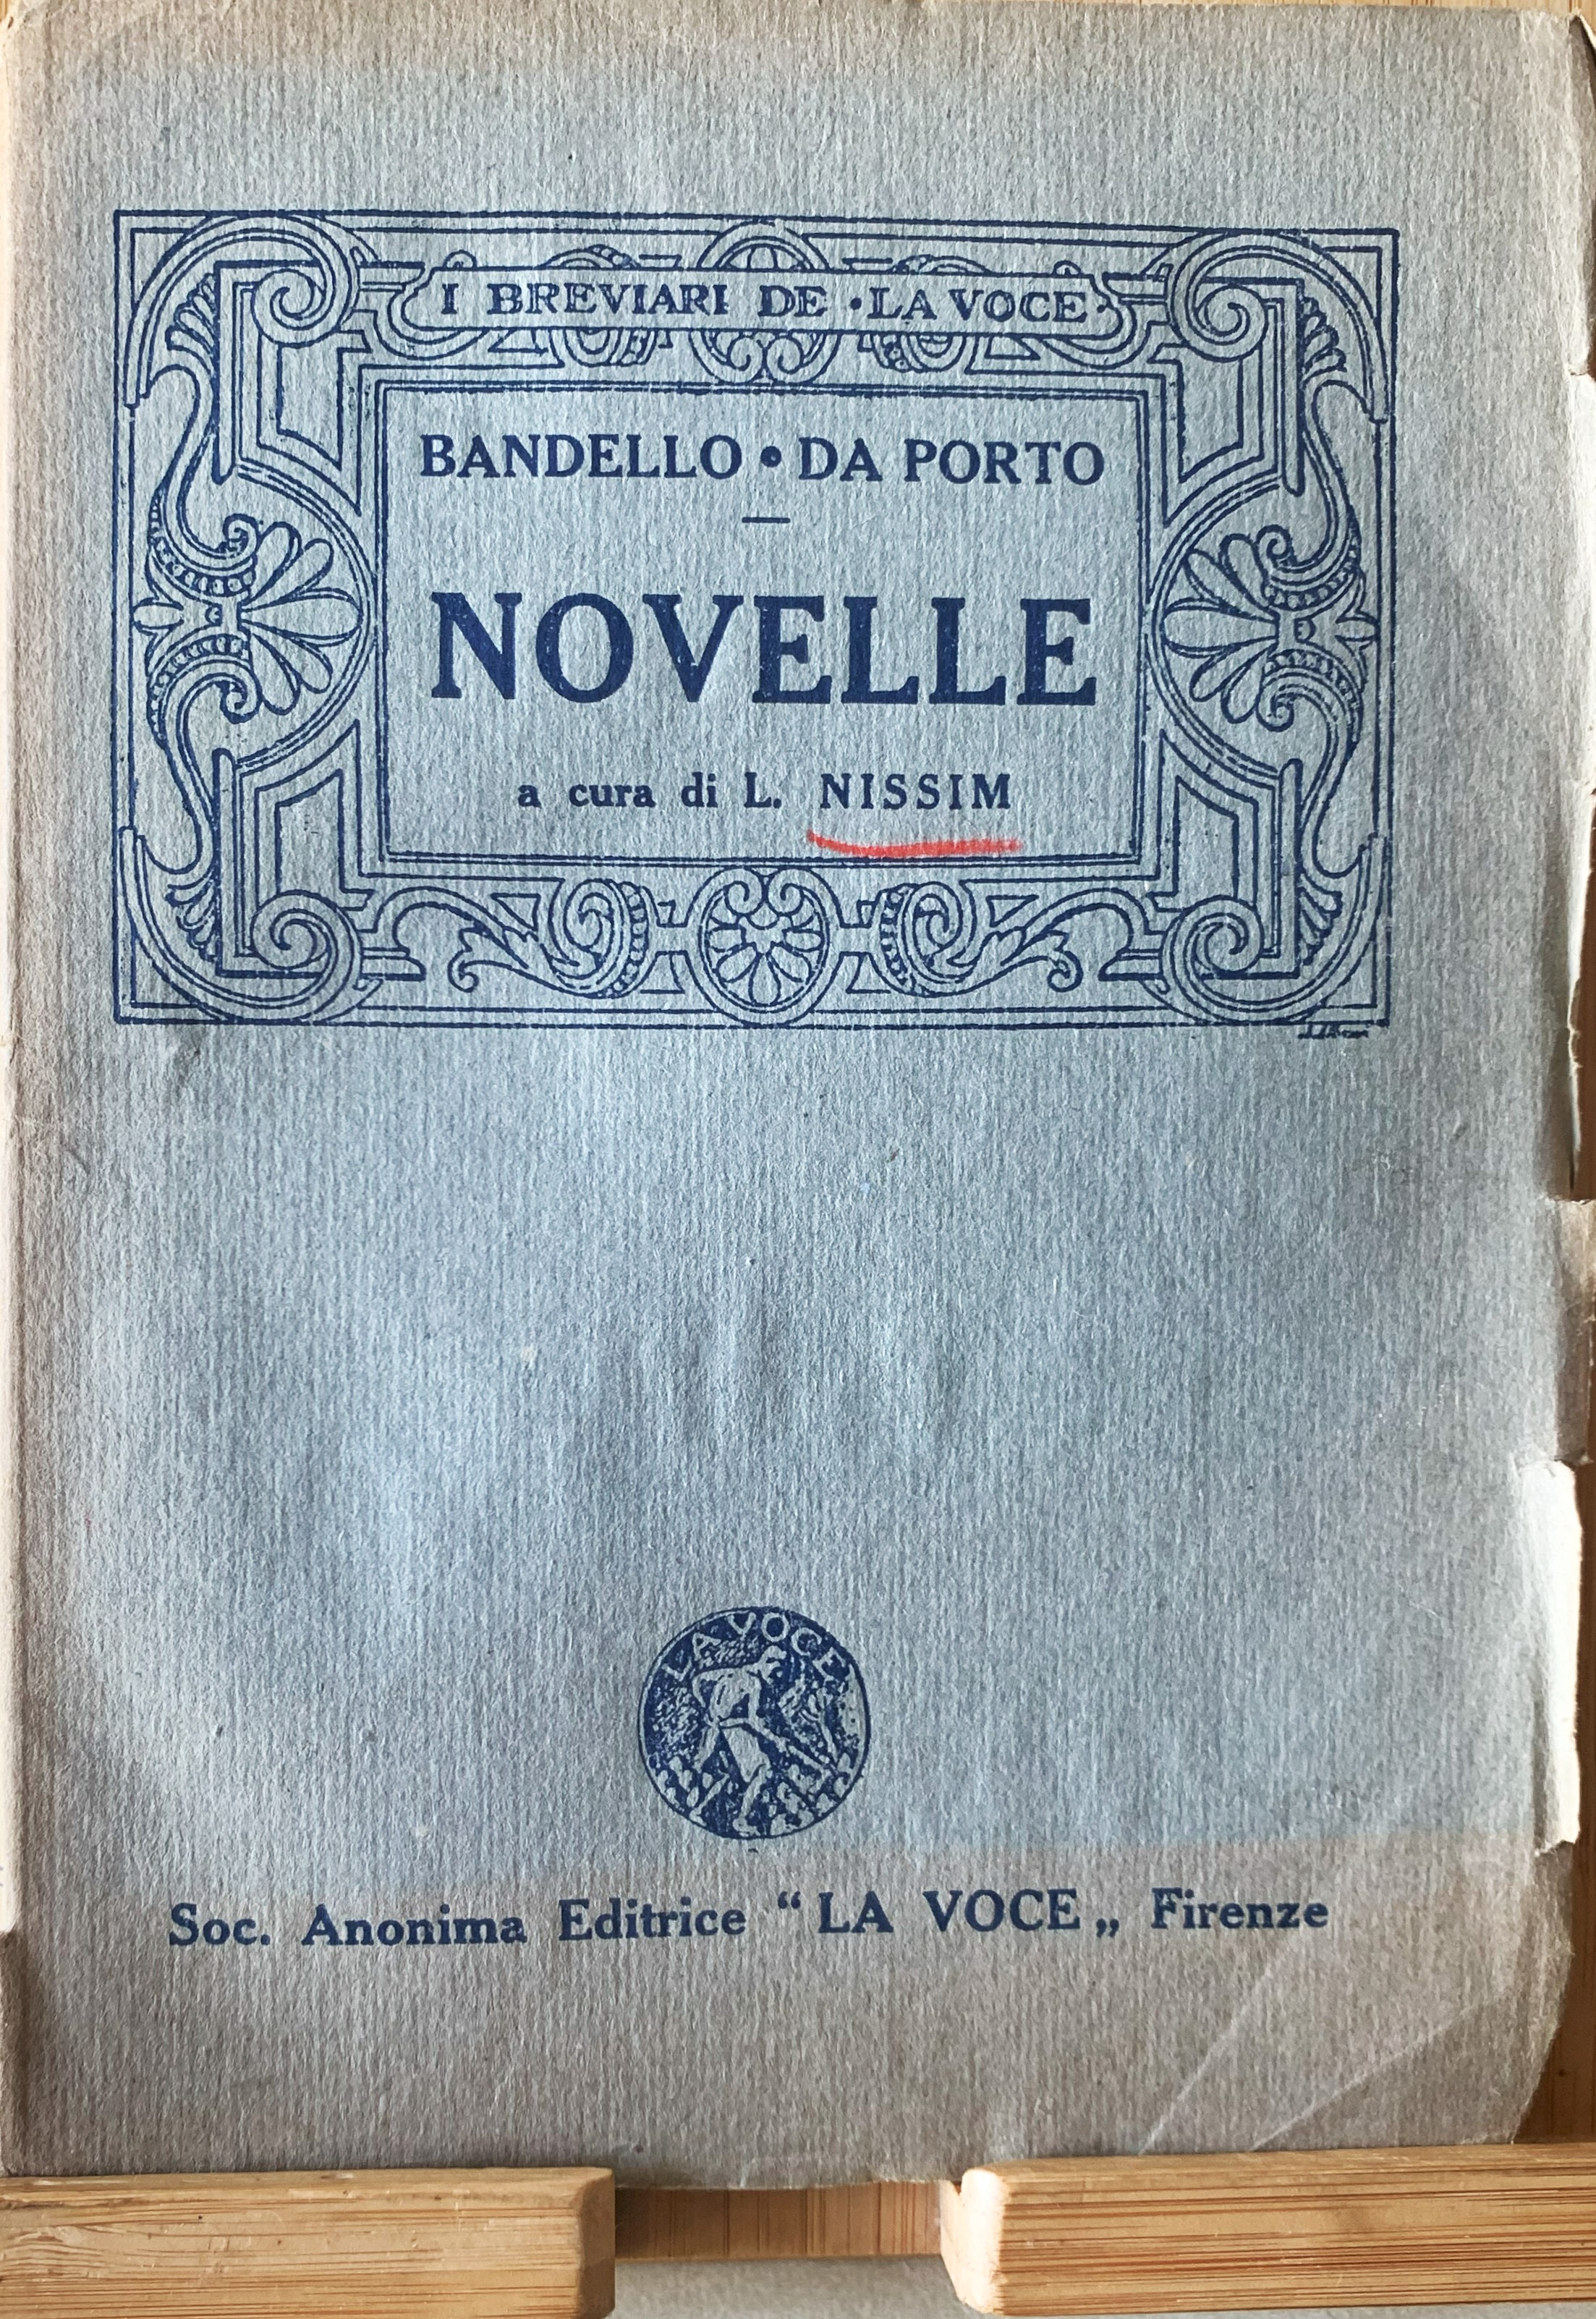 I BREVIARI DE · LA VOCE ·
BANDELLO • DA PORTO
—
NOVELLE
a cura di L. NISSIM
LA VOCE
Soc. Anonima Editrice “ LA VOCE „ Firenze